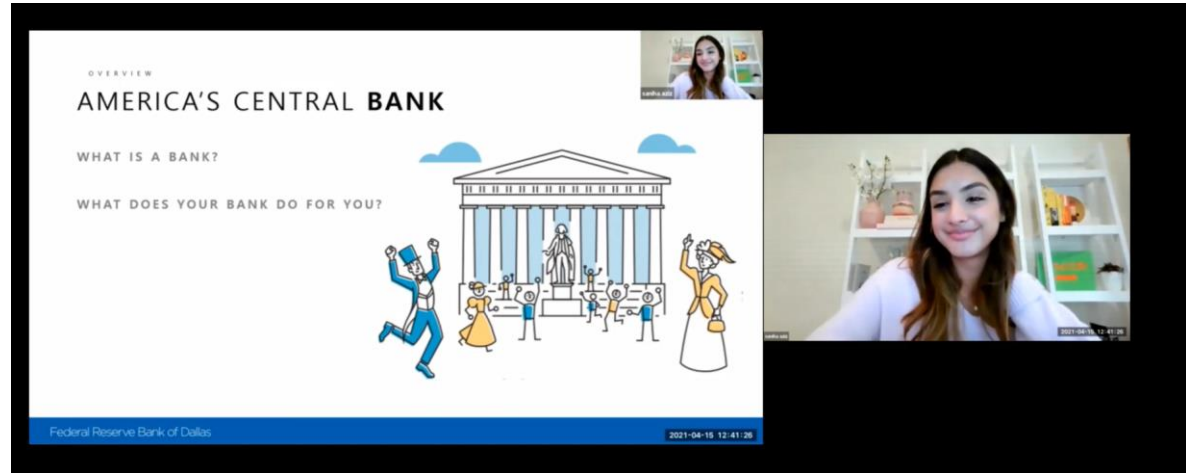 OVERVIEW
AMERICA'S CENTRAL BANK
WHAT IS A BANK?
WHAT DOES YOUR BANK DO FOR YOU?
Federal Reserve Bank of Dallas
2021-04-15 12:41:26
2021-04-15 12:41:26